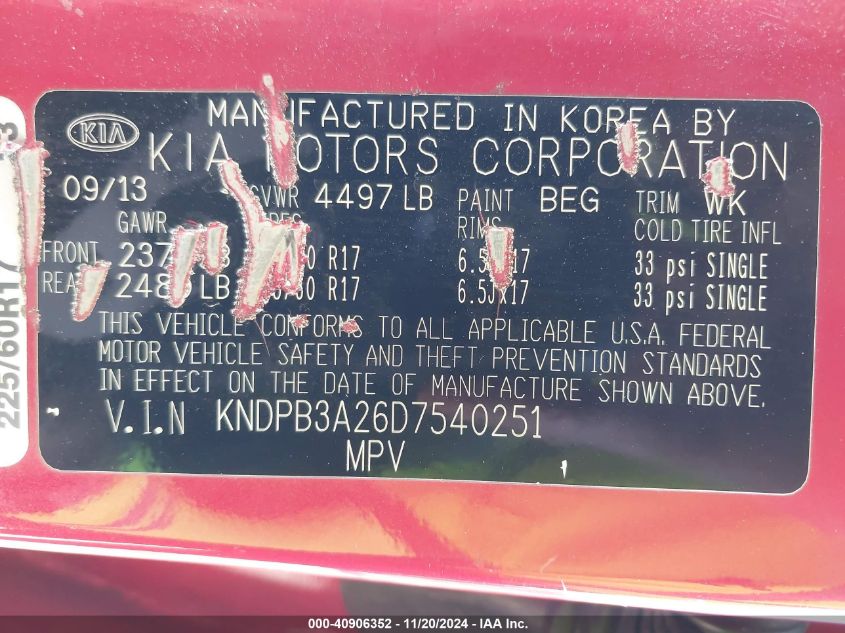 MANUFACTURED IN KOREA BY
KIA
KIA MOTORS CORPORATION
09/13 GVWR 4497 LB PAINT BEG TRIM WK
GAWR RIMS COLD TIRE INFL
FRONT R17 33 psi SINGLE
LB R17 6.5Jx17 33 psi SINGLE
THIS VEHICLE CONFORMS TO ALL APPLICABLE U.S.A. FEDERAL
MOTOR VEHICLE SAFETY AND THEFT PREVENTION STANDARDS
IN EFFECT ON THE DATE OF MANUFACTURE SHOWN ABOVE.
V.I.N KNDPB3A26D7540251
MPV
225/60R17
000-40906352 — 11/20/2024 — IAA, Inc.